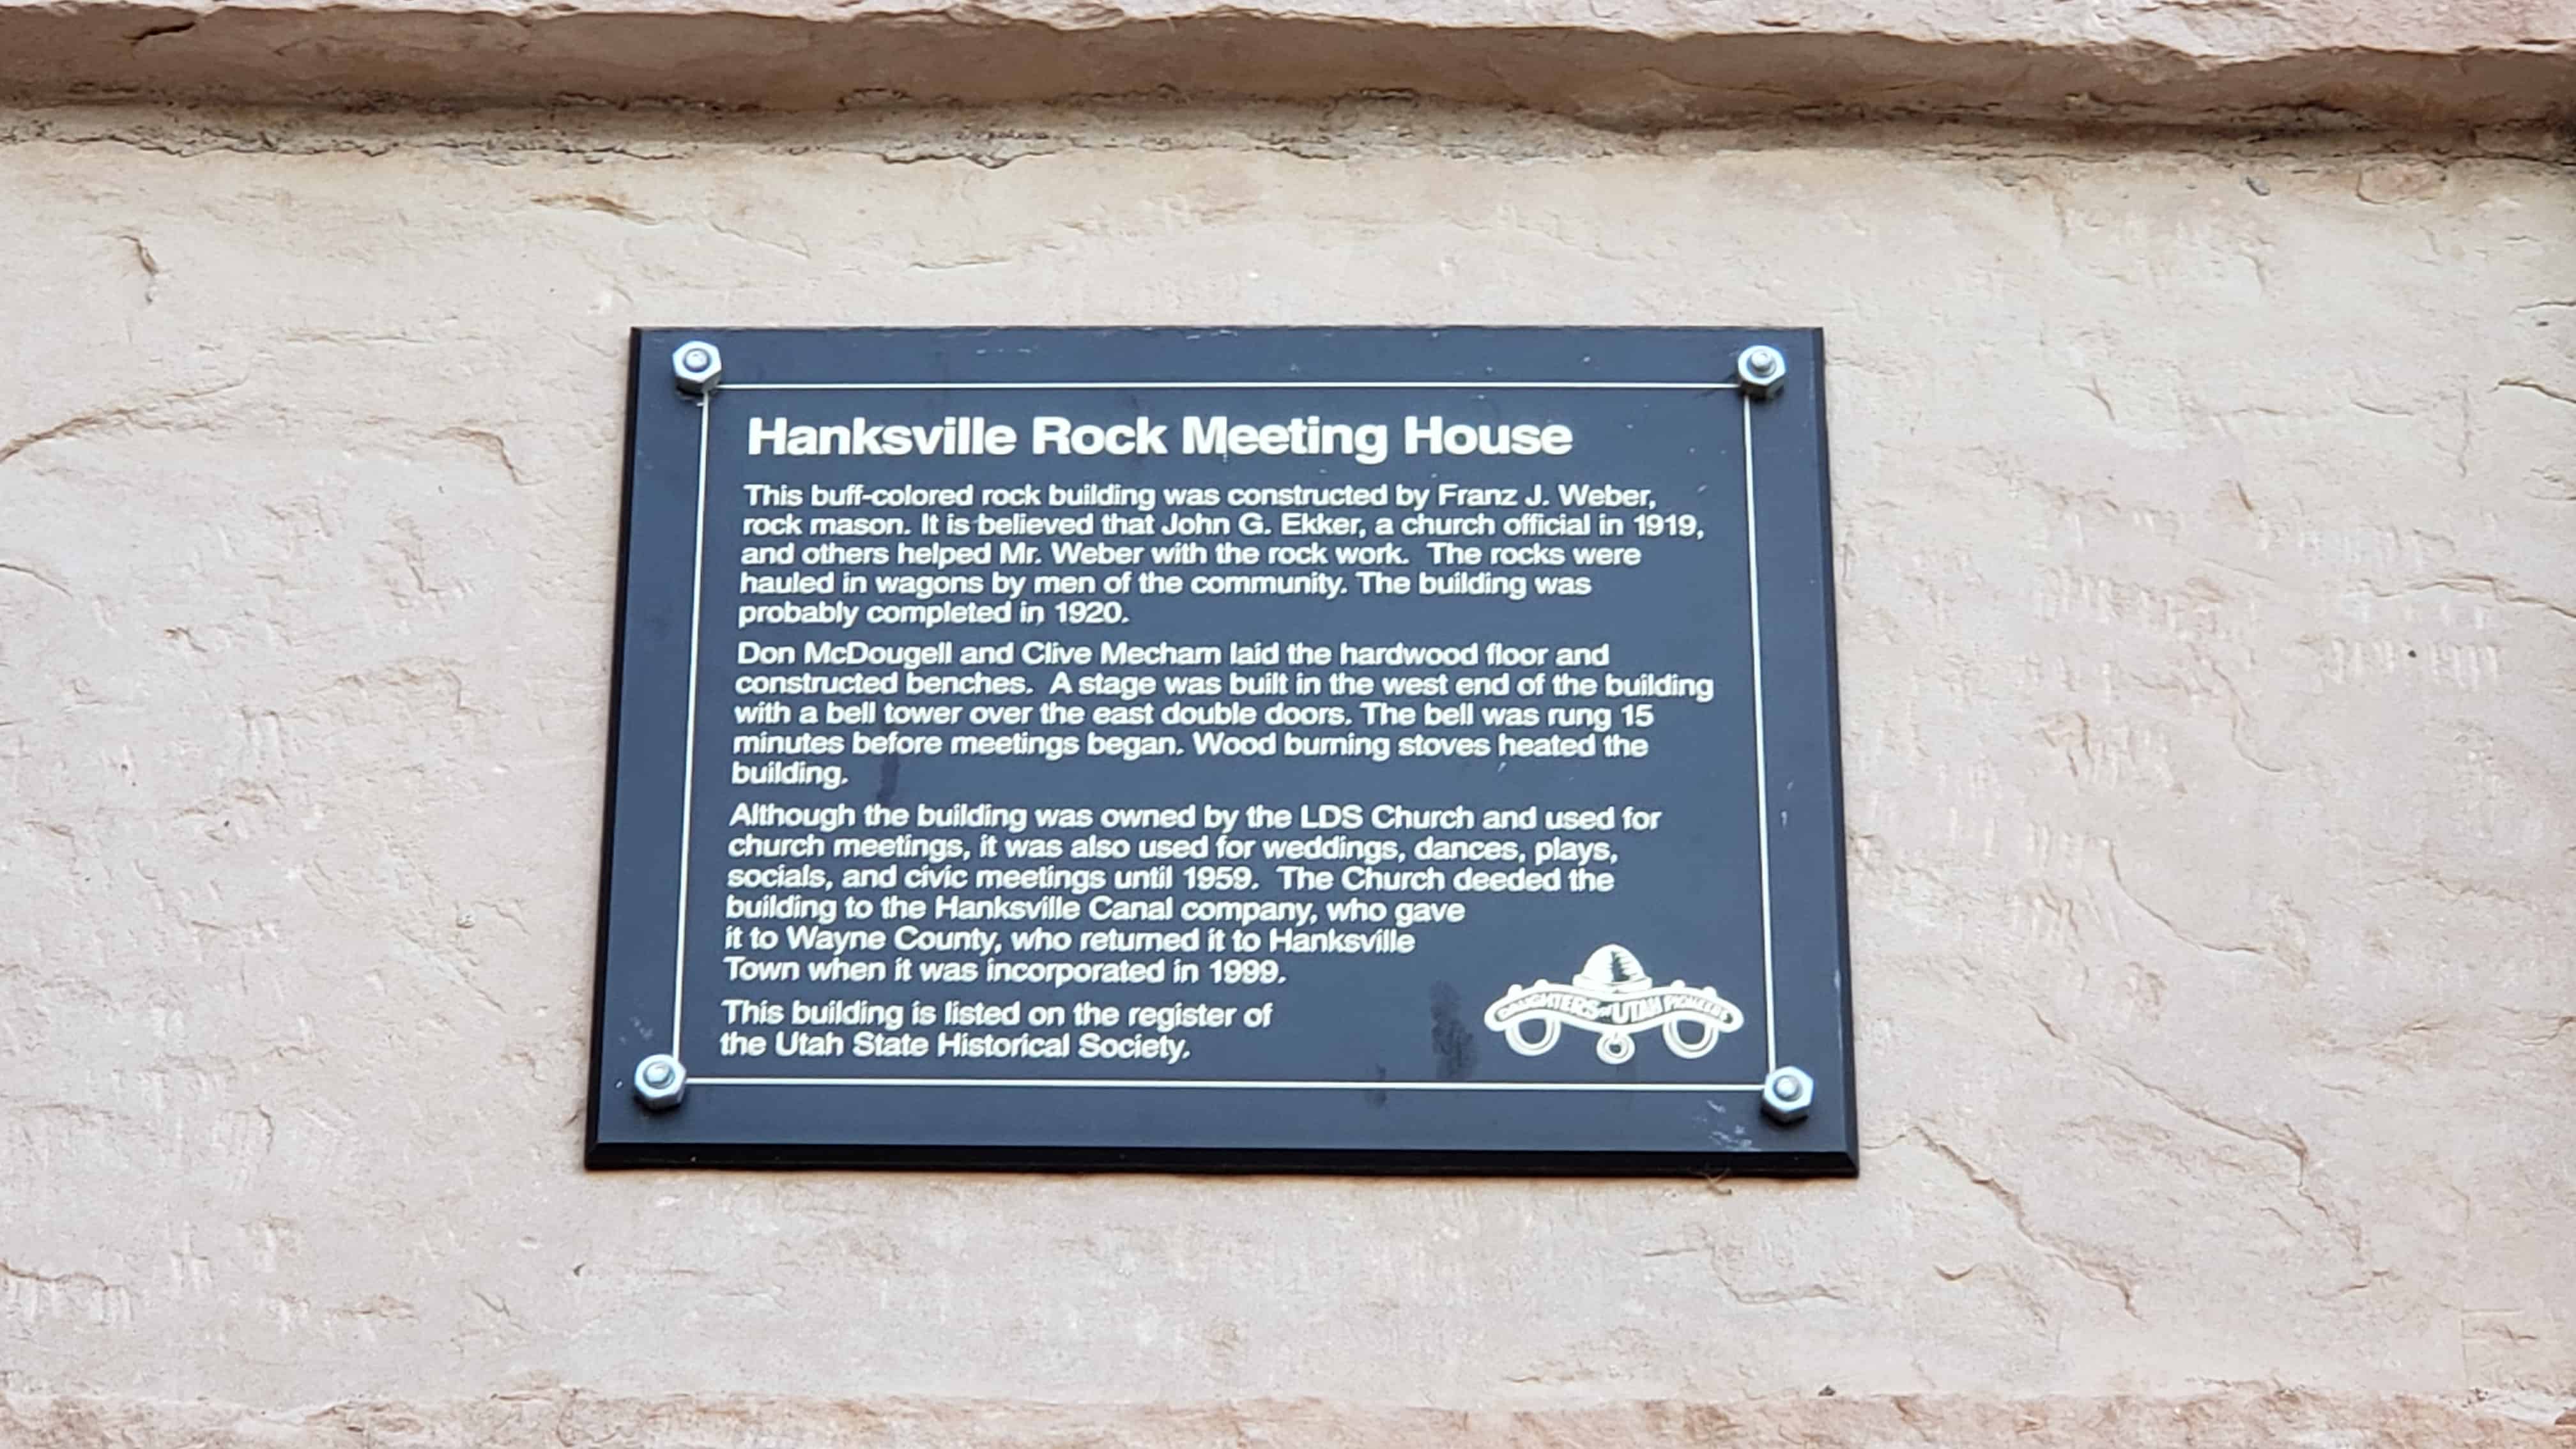 Hanksville Rock Meeting House
This buff-colored rock building was constructed by Franz J. Weber,
rock mason. It is believed that John G. Ekker, a church official in 1919,
and others helped Mr. Weber with the rock work. The rocks were
hauled in wagons by men of the community. The building was
probably completed in 1920.
Don McDougell and Clive Mecham laid the hardwood floor and
constructed benches. A stage was built in the west end of the building
with a bell tower over the east double doors. The bell was rung 15
minutes before meetings began. Wood burning stoves heated the
building.
Although the building was owned by the LDS Church and used for
church meetings, it was also used for weddings, dances, plays,
socials, and civic meetings until 1959. The Church deeded the
building to the Hanksville Canal company, who gave
it to Wayne County, who returned it to Hanksville
Town when it was incorporated in 1999.
This building is listed on the register of
the Utah State Historical Society.
DAUGHTERS of UTAH PIONEERS